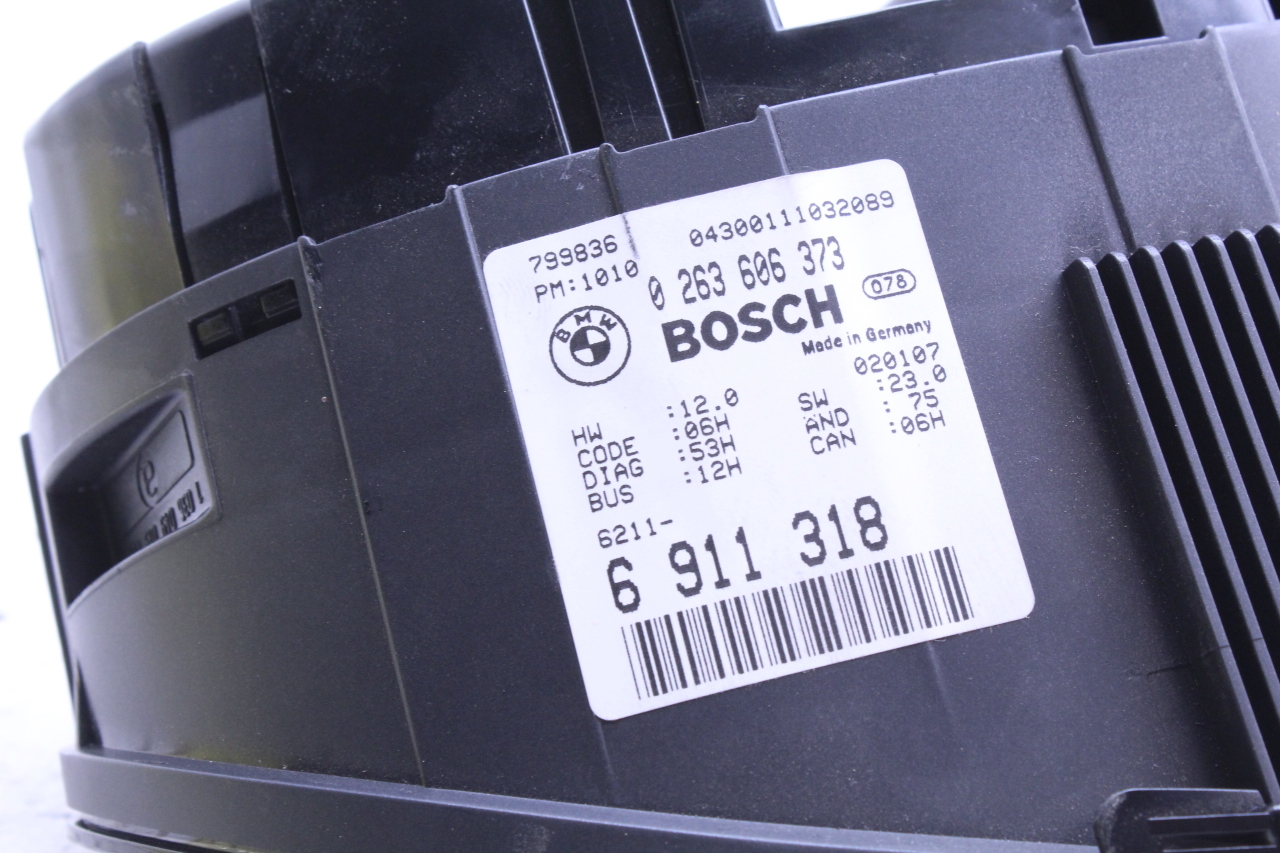 799836 04300111032089
PM:1010 0 263 606 373
BMW BOSCH 078
Made in Germany
020107
HW :12.0 SW :23.0
CODE :06H AND : 75
DIAG :53H CAN :06H
BUS :12H
6211-
6 911 318